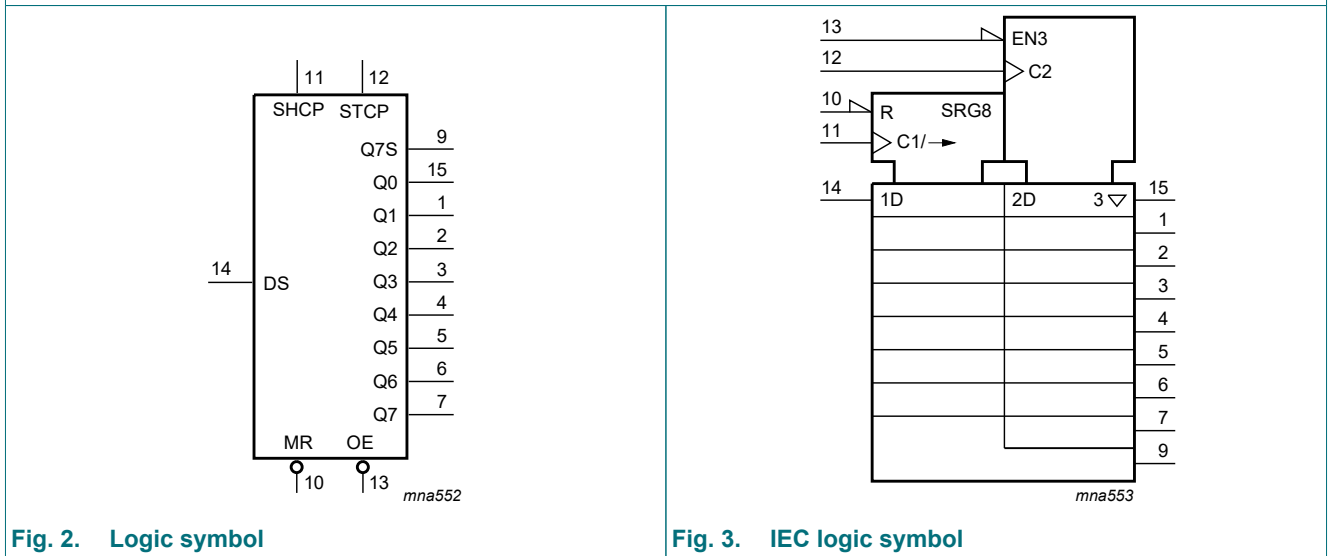 11 12
SHCP STCP
Q7S 9
Q0 15
Q1 1
Q2 2
14 DS Q3 3
Q4 4
Q5 5
Q6 6
Q7 7
MR OE
10 13
mna552
Fig. 2. Logic symbol
13 EN3
12 C2
10 R SRG8
11 C1/→
14 1D 2D 3 ▽ 15
1
2
3
4
5
6
7
9
mna553
Fig. 3. IEC logic symbol